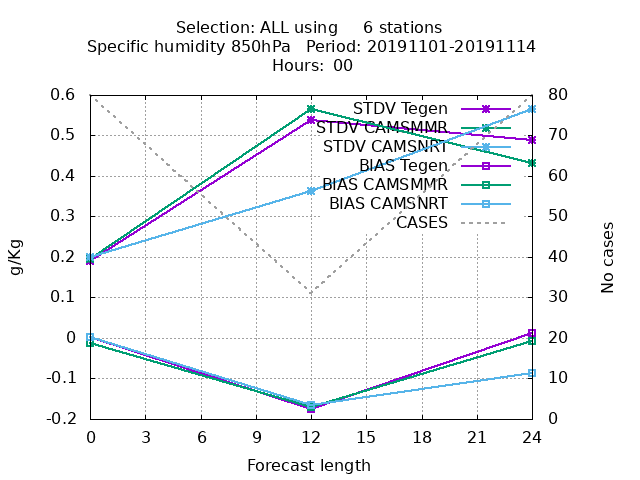 Selection: ALL using 6 stations
Specific humidity 850hPa Period: 20191101-20191114
Hours: 00
0.6
0.5
0.4
0.3
0.2
0.1
0
-0.1
-0.2
g/Kg
STDV Tegen
STDV CAMSMMR
STDV CAMSNRT
BIAS Tegen
BIAS CAMSMMR
BIAS CAMSNRT
CASES
80
70
60
50
40
30
20
10
0
No cases
0 3 6 9 12 15 18 21 24
Forecast length